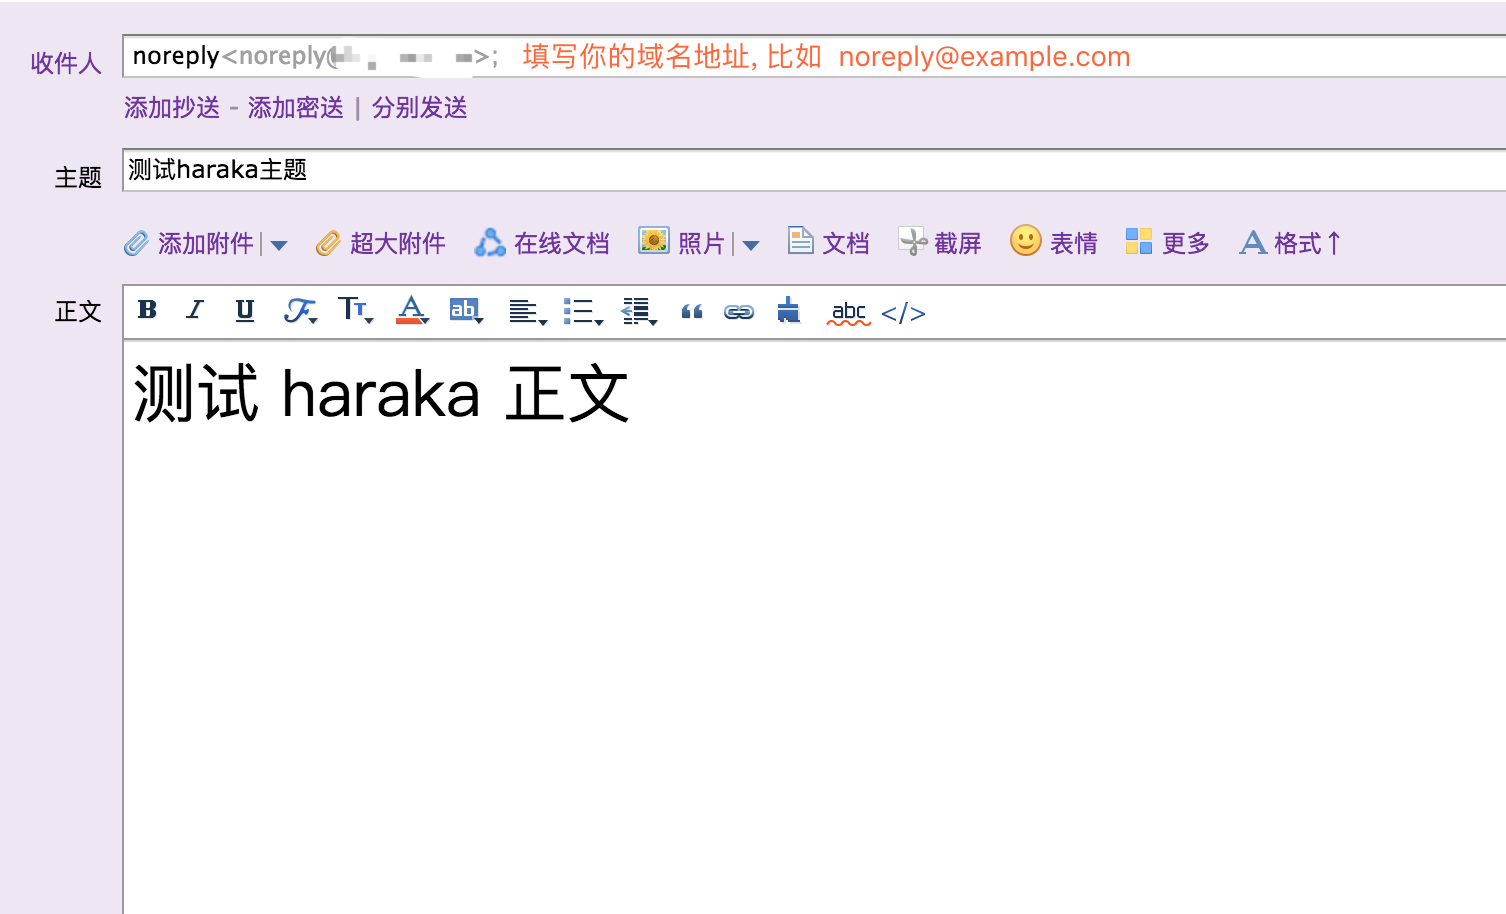 收件人 noreply<noreply@ >; 填写你的域名地址, 比如 noreply@example.com
添加抄送 - 添加密送 | 分别发送
主题 测试haraka主题
添加附件 | 超大附件 在线文档 照片 | 文档 截屏 表情 更多 格式↑
正文 B I U F TT A ab “ abc </>
测试 haraka 正文